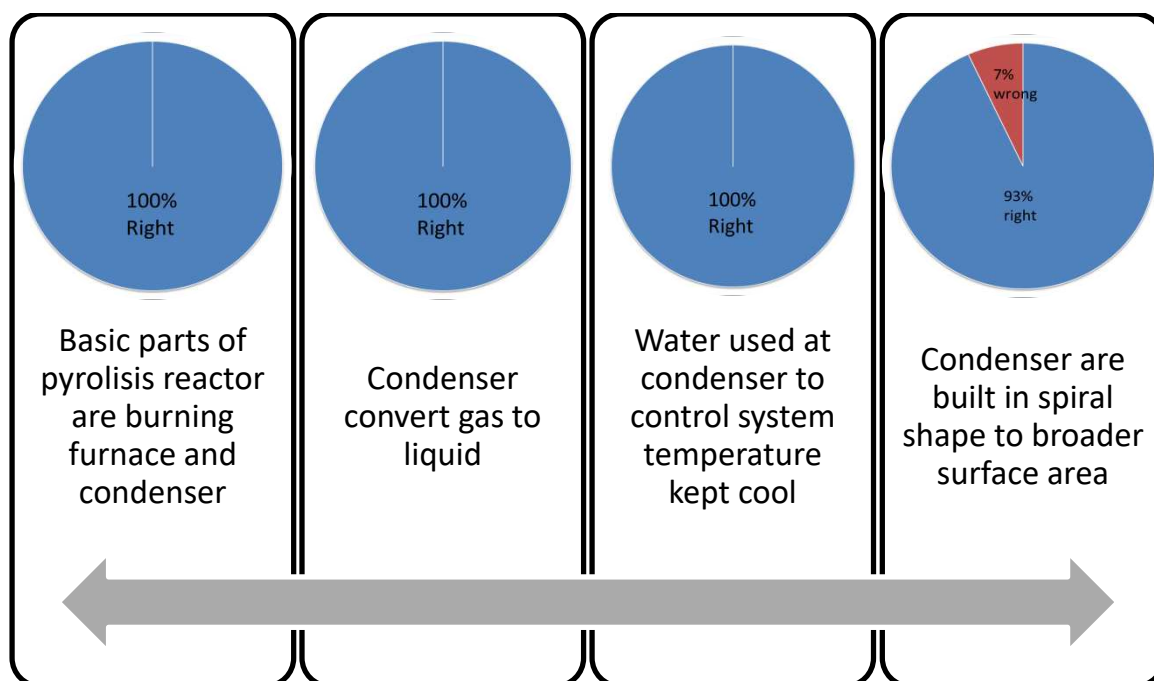 100%
Right
Basic parts of
pyrolisis reactor
are burning
furnace and
condenser
100%
Right
Condenser
convert gas to
liquid
100%
Right
Water used at
condenser to
control system
temperature
kept cool
7%
wrong
93%
right
Condenser are
built in spiral
shape to broader
surface area